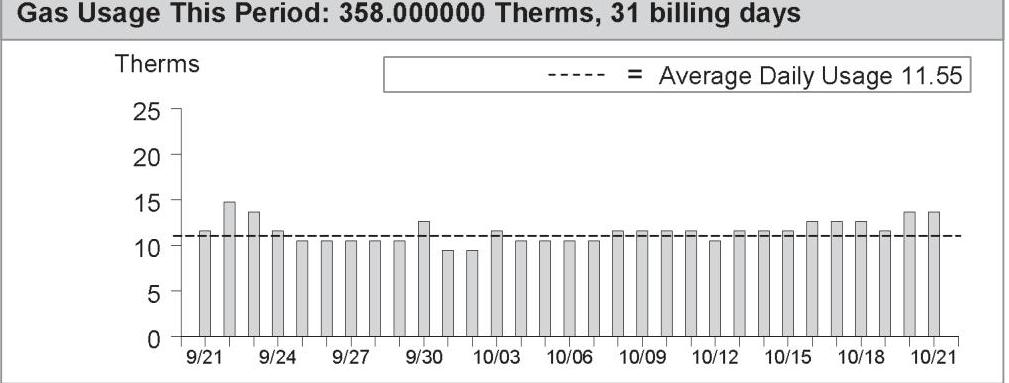 Gas Usage This Period: 358.000000 Therms, 31 billing days
Therms
----- = Average Daily Usage 11.55
25
20
15
10
5
0
9/21 9/24 9/27 9/30 10/03 10/06 10/09 10/12 10/15 10/18 10/21